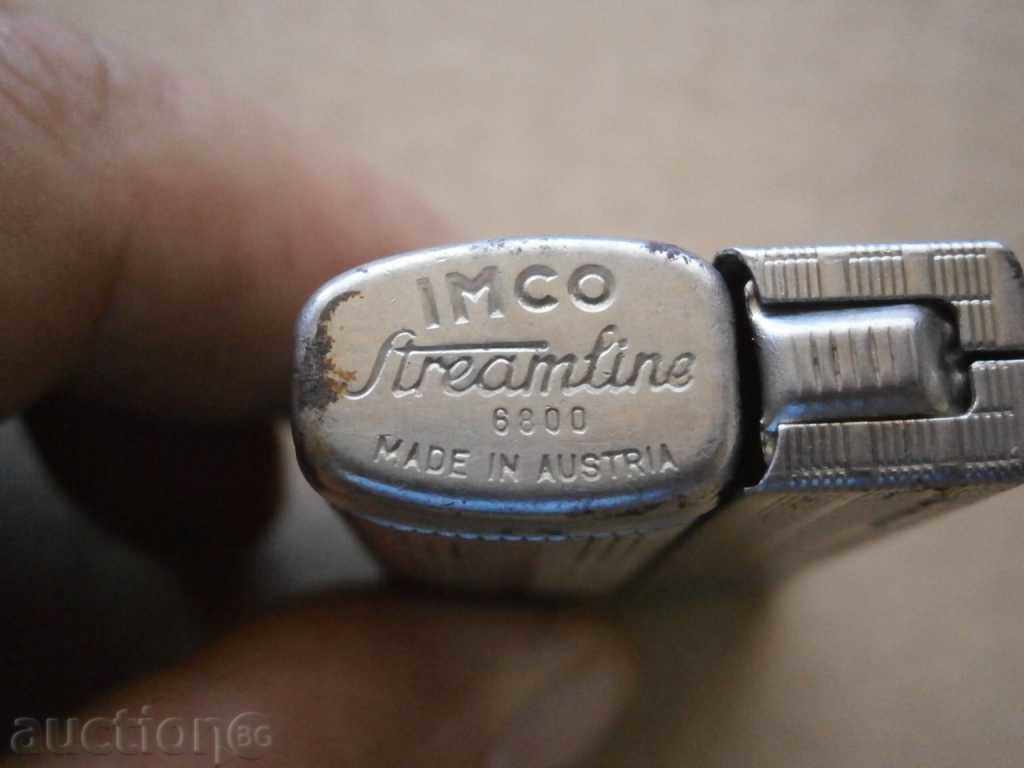 IMCO
Streamline
6800
MADE IN AUSTRIA
auction BG